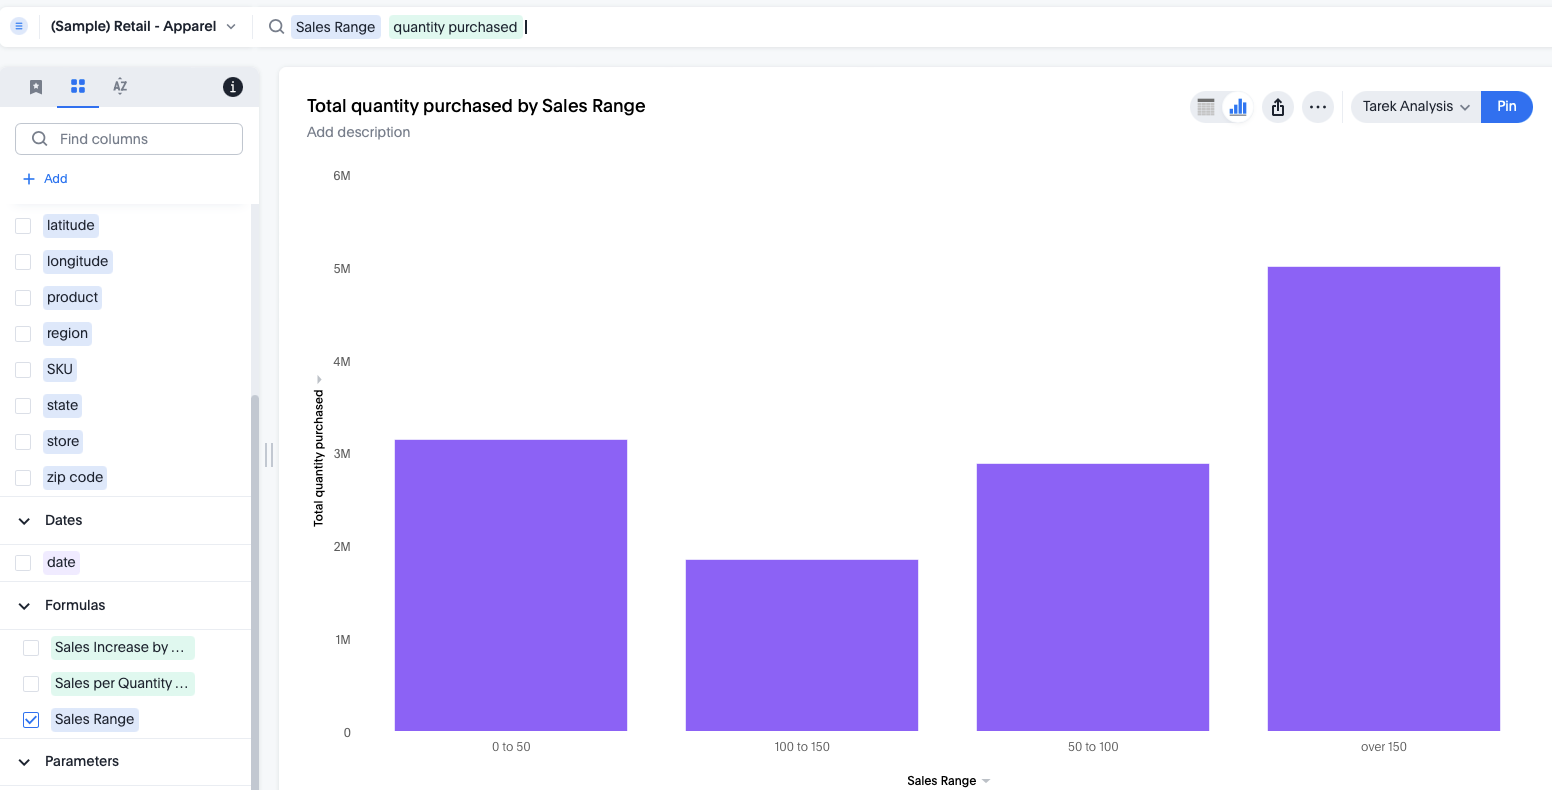 (Sample) Retail - Apparel
Sales Range quantity purchased
AZ
i
Find columns
+ Add
latitude
longitude
product
region
SKU
state
store
zip code
Dates
date
Formulas
Sales Increase by ...
Sales per Quantity ...
Sales Range
Parameters
Total quantity purchased by Sales Range
Add description
Tarek Analysis
Pin
Total quantity purchased
6M
5M
4M
3M
2M
1M
0
0 to 50 100 to 150 50 to 100 over 150
Sales Range